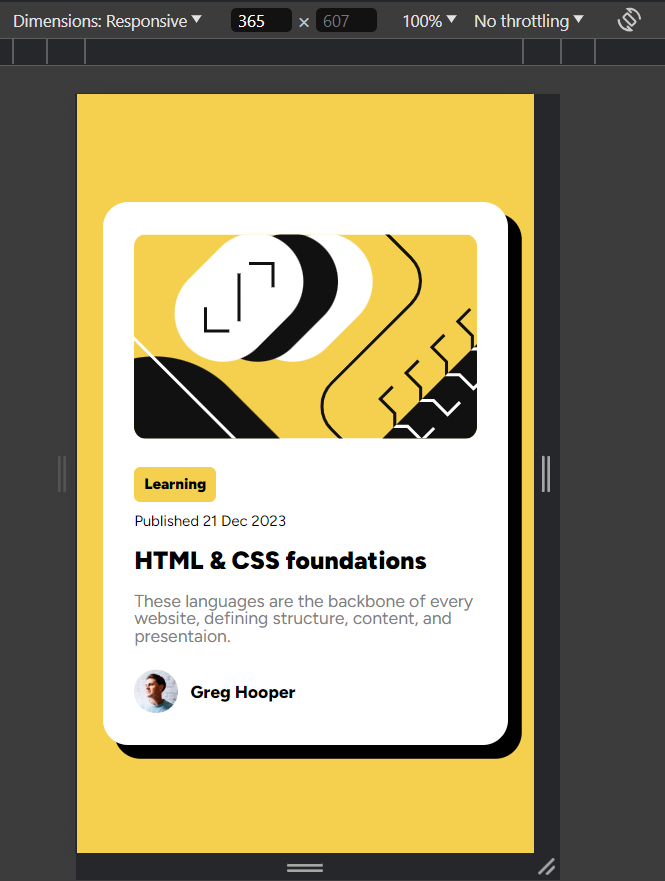 Dimensions: Responsive
365 × 607
100%
No throttling
Learning
Published 21 Dec 2023
HTML & CSS foundations
These languages are the backbone of every
website, defining structure, content, and
presentaion.
Greg Hooper